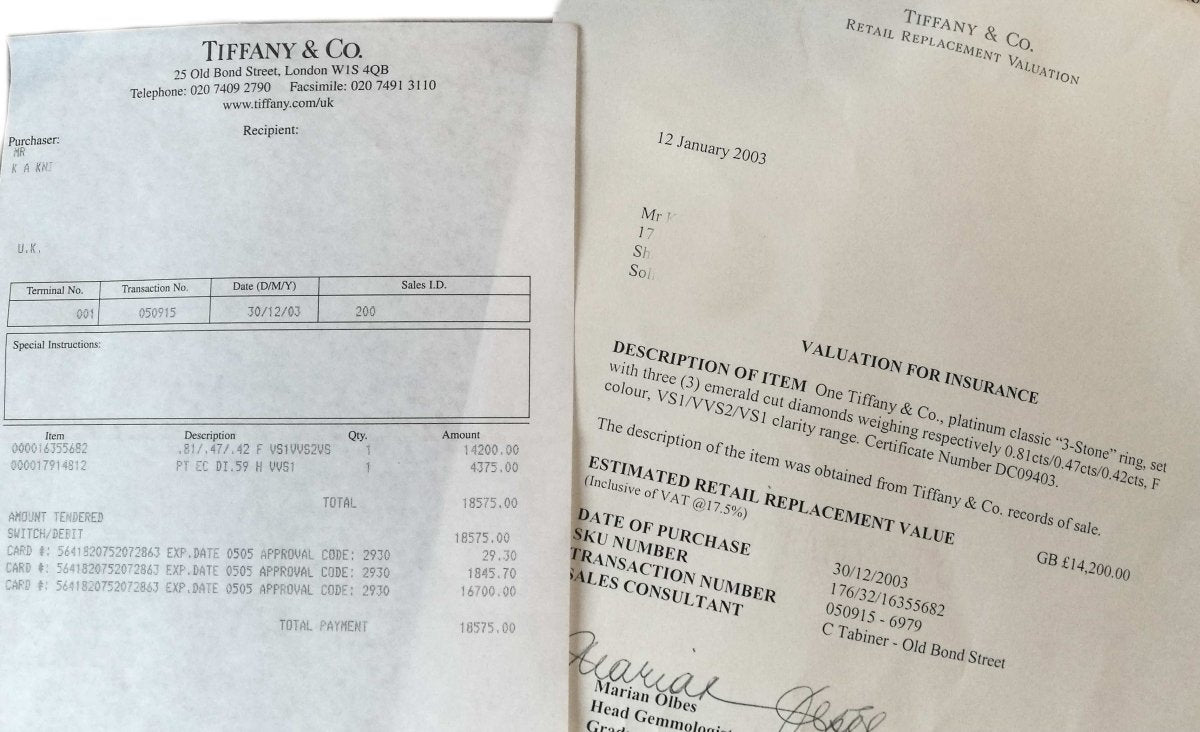 TIFFANY & CO.
25 Old Bond Street, London W1S 4QB
Telephone: 020 7409 2790 Facsimile: 020 7491 3110
www.tiffany.com/uk
Purchaser:
Recipient:
MR
K A KNI
U.K.
Terminal No. Transaction No. Date (D/M/Y) Sales I.D.
001 050915 30/12/03 200
Special Instructions:
Item Description Qty. Amount
000016355682 .81/.47/.42 F VS1VVS2VS 1 14200.00
000017914812 PT EC DI.59 H VVS1 1 4375.00
TOTAL 18575.00
AMOUNT TENDERED
SWITCH/DEBIT 18575.00
CARD #: 5641820752072863 EXP.DATE 0505 APPROVAL CODE: 2930 29.30
CARD #: 5641820752072863 EXP.DATE 0505 APPROVAL CODE: 2930 1845.70
CARD #: 5641820752072863 EXP.DATE 0505 APPROVAL CODE: 2930 16700.00
TOTAL PAYMENT 18575.00
TIFFANY & CO.
RETAIL REPLACEMENT VALUATION
12 January 2003
Mr K
17
Sh
Sol
VALUATION FOR INSURANCE
DESCRIPTION OF ITEM One Tiffany & Co., platinum classic “3-Stone” ring, set
with three (3) emerald cut diamonds weighing respectively 0.81cts/0.47cts/0.42cts, F
colour, VS1/VVS2/VS1 clarity range. Certificate Number DC09403.
The description of the item was obtained from Tiffany & Co. records of sale.
ESTIMATED RETAIL REPLACEMENT VALUE GB £14,200.00
(Inclusive of VAT @17.5%)
DATE OF PURCHASE 30/12/2003
SKU NUMBER 176/32/16355682
TRANSACTION NUMBER 050915 - 6979
SALES CONSULTANT C Tabiner - Old Bond Street
Marian Olbes
Marian Olbes
Head Gemmologis
Grad